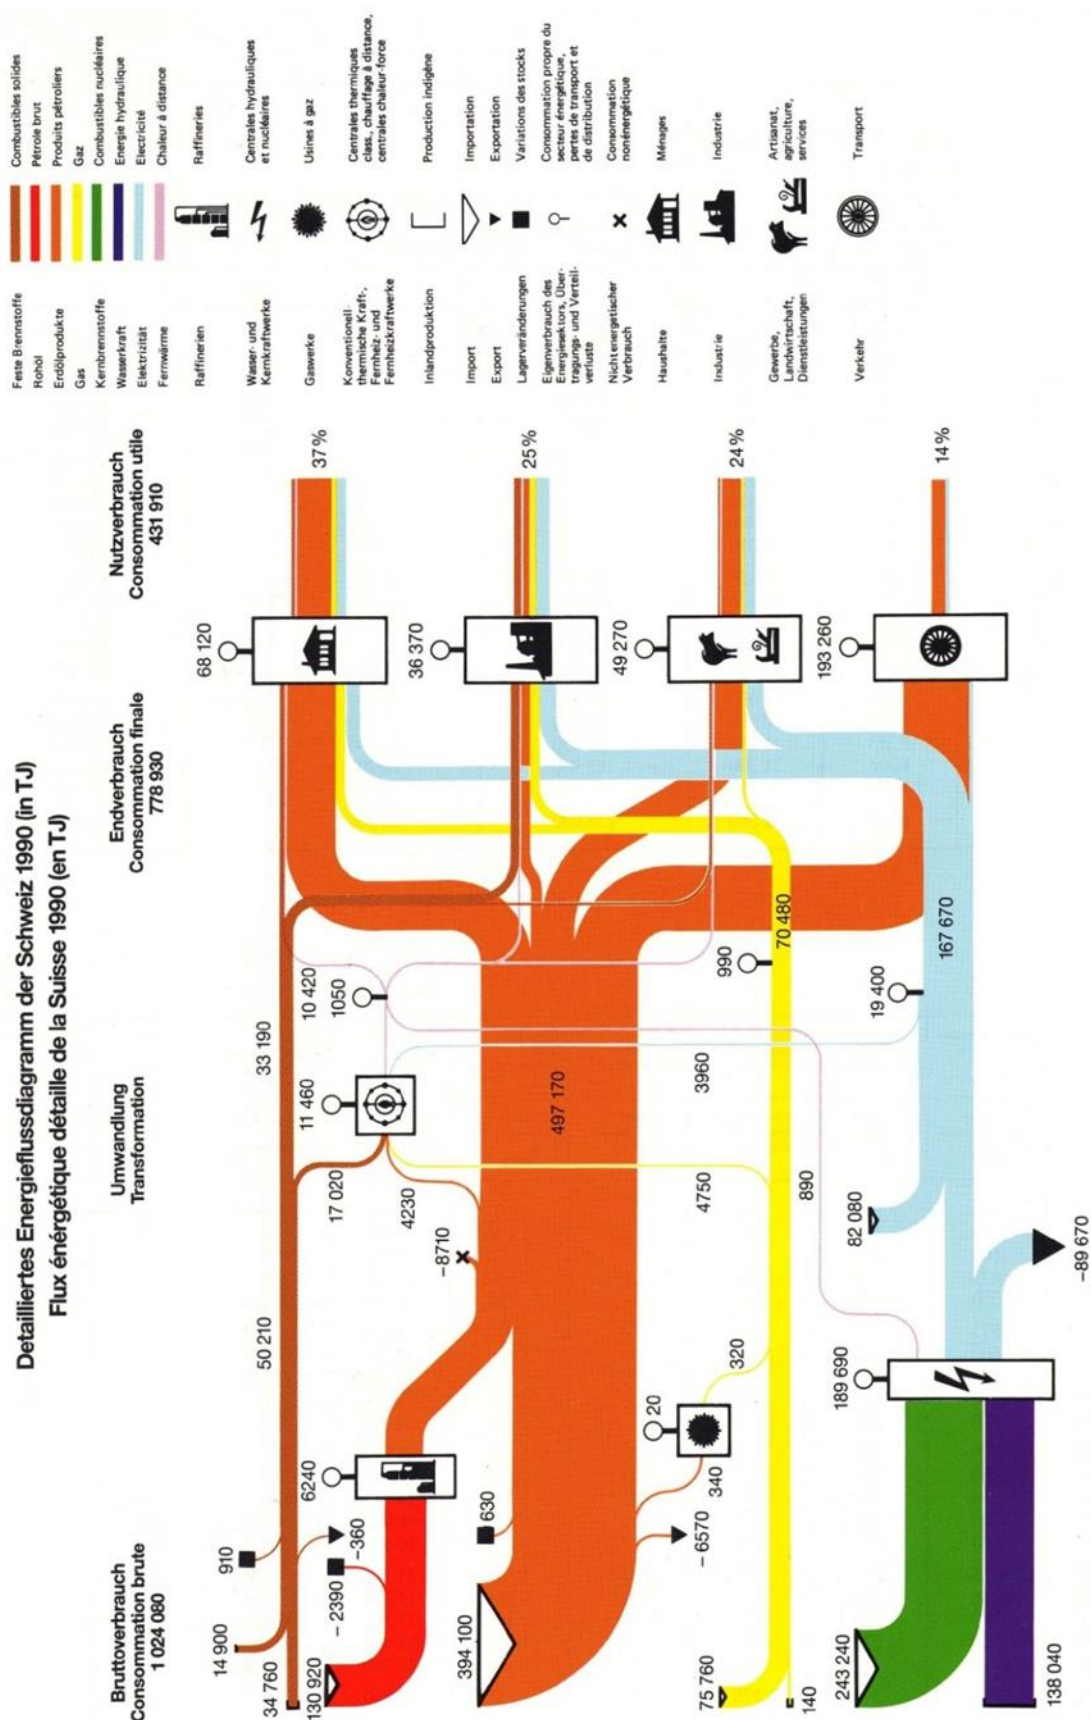 Detailliertes Energieflussdiagramm der Schweiz 1990 (in TJ)
Flux énérgétique détaille de la Suisse 1990 (en TJ)
Bruttoverbrauch
Consommation brute
1 024 080
Umwandlung
Transformation
Endverbrauch
Consommation finale
778 930
Nutzverbrauch
Consommation utile
431 910
14 900
910
34 760
130 920
-2390
-360
6240
50 210
33 190
17 020
11 460
10 420
1050
4230
-8710
394 100
630
-6570
340
20
320
497 170
4750
3960
890
75 760
140
990
70 480
243 240
138 040
189 690
82 080
-89 670
19 400
167 670
68 120
36 370
49 270
193 260
37 %
25 %
24 %
14 %
Feste Brennstoffe
Combustibles solides
Rohöl
Pétrole brut
Erdölprodukte
Produits pétroliers
Gas
Gaz
Kernbrennstoffe
Combustibles nucléaires
Wasserkraft
Energie hydraulique
Elektrizität
Electricité
Fernwärme
Chaleur à distance
Raffinerien
Raffineries
Wasser- und
Kernkraftwerke
Centrales hydrauliques
et nucléaires
Gaswerke
Usines à gaz
Konventionell-
thermische Kraft-,
Fernheiz- und
Fernheizkraftwerke
Centrales thermiques
class., chauffage à distance,
centrales chaleur-force
Inlandproduktion
Production indigène
Import
Importation
Export
Exportation
Lagerveränderungen
Variations des stocks
Eigenverbrauch des
Energiesektors, Über-
tragungs- und Verteil-
verluste
Consommation propre du
secteur énergétique,
pertes de transport et
de distribution
Nichtenergetischer
Verbrauch
Consommation
nonénergétique
Haushalte
Ménages
Industrie
Industrie
Gewerbe,
Landwirtschaft,
Dienstleistungen
Artisanat,
agriculture,
services
Verkehr
Transport